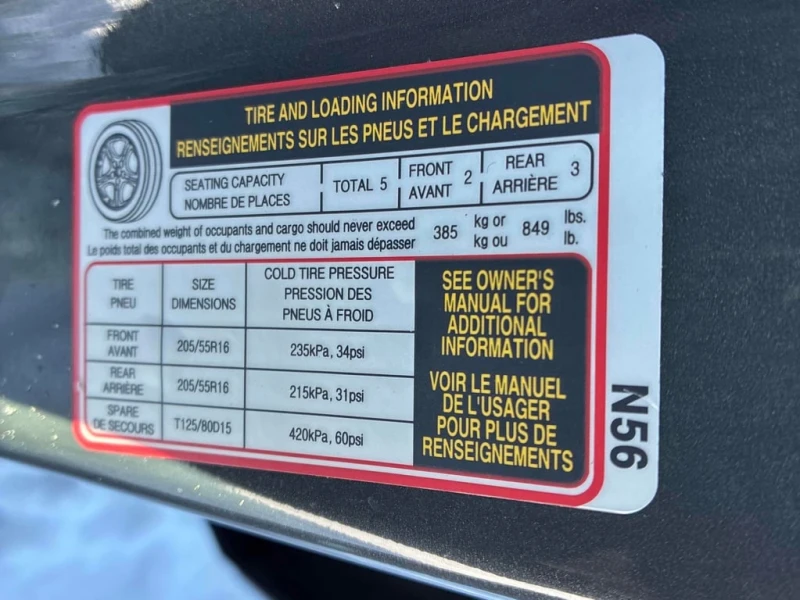 TIRE AND LOADING INFORMATION
RENSEIGNEMENTS SUR LES PNEUS ET LE CHARGEMENT
SEATING CAPACITY
NOMBRE DE PLACES
TOTAL 5
FRONT
AVANT
2
REAR
ARRIÈRE
3
The combined weight of occupants and cargo should never exceed
Le poids total des occupants et du chargement ne doit jamais dépasser
385
kg or
kg ou
849
lbs.
lb.
TIRE
PNEU
SIZE
DIMENSIONS
COLD TIRE PRESSURE
PRESSION DES
PNEUS À FROID
FRONT
AVANT
205/55R16
235kPa, 34psi
REAR
ARRIÈRE
205/55R16
215kPa, 31psi
SPARE
DE SECOURS
T125/80D15
420kPa, 60psi
SEE OWNER'S
MANUAL FOR
ADDITIONAL
INFORMATION
VOIR LE MANUEL
DE L'USAGER
POUR PLUS DE
RENSEIGNEMENTS
N56